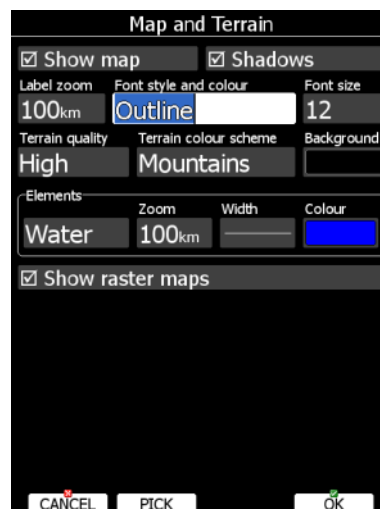 Map and Terrain
Show map Shadows
Label zoom Font style and colour Font size
100km Outline 12
Terrain quality Terrain colour scheme Background
High Mountains
Elements
Zoom Width Colour
Water 100km
Show raster maps
CANCEL PICK OK